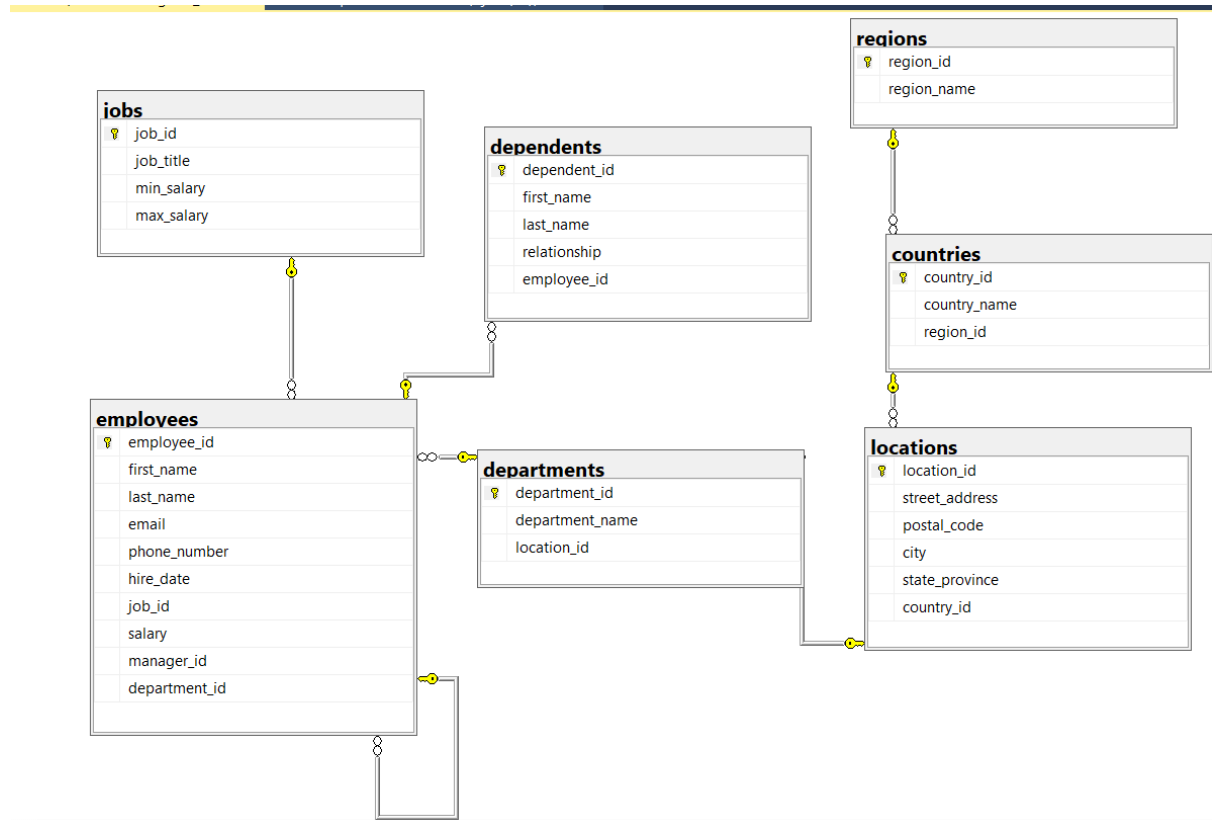 regions
region_id
region_name
jobs
job_id
job_title
min_salary
max_salary
dependents
dependent_id
first_name
last_name
relationship
employee_id
countries
country_id
country_name
region_id
employees
employee_id
first_name
last_name
email
phone_number
hire_date
job_id
salary
manager_id
department_id
departments
department_id
department_name
location_id
locations
location_id
street_address
postal_code
city
state_province
country_id